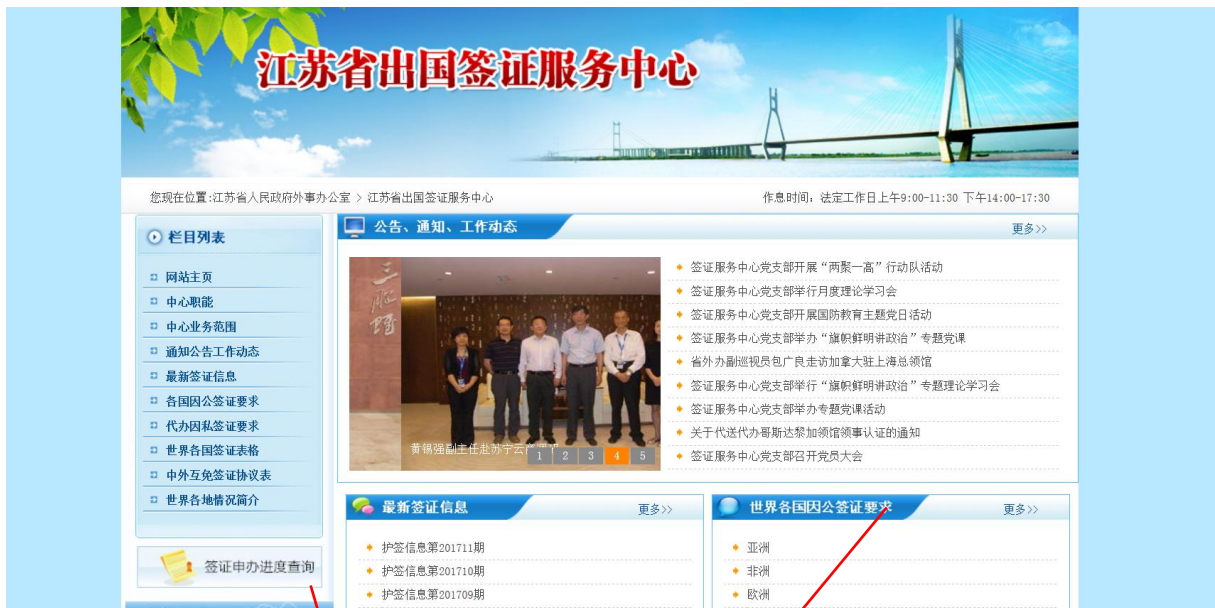 江苏省出国签证服务中心
您现在位置:江苏省人民政府外事办公室 > 江苏省出国签证服务中心
作息时间：法定工作日上午9:00-11:30 下午14:00-17:30
栏目列表
网站主页
中心职能
中心业务范围
通知公告工作动态
最新签证信息
各国因公签证要求
代办因私签证要求
世界各国签证表格
中外互免签证协议表
世界各地情况简介
签证申办进度查询
公告、通知、工作动态
更多>>
黄锡强副主任赴苏宁云商
1 2 3 4 5
签证服务中心党支部开展“两聚一高”行动队活动
签证服务中心党支部举行月度理论学习会
签证服务中心党支部开展国防教育主题党日活动
签证服务中心党支部举办“旗帜鲜明讲政治”专题党课
省外办副巡视员包广良走访加拿大驻上海总领馆
签证服务中心党支部举行“旗帜鲜明讲政治”专题理论学习会
签证服务中心党支部举办专题党课活动
关于代送代办哥斯达黎加领馆领事认证的通知
签证服务中心党支部召开党员大会
最新签证信息
更多>>
护签信息第201711期
护签信息第201710期
护签信息第201709期
世界各国因公签证要求
更多>>
亚洲
非洲
欧洲